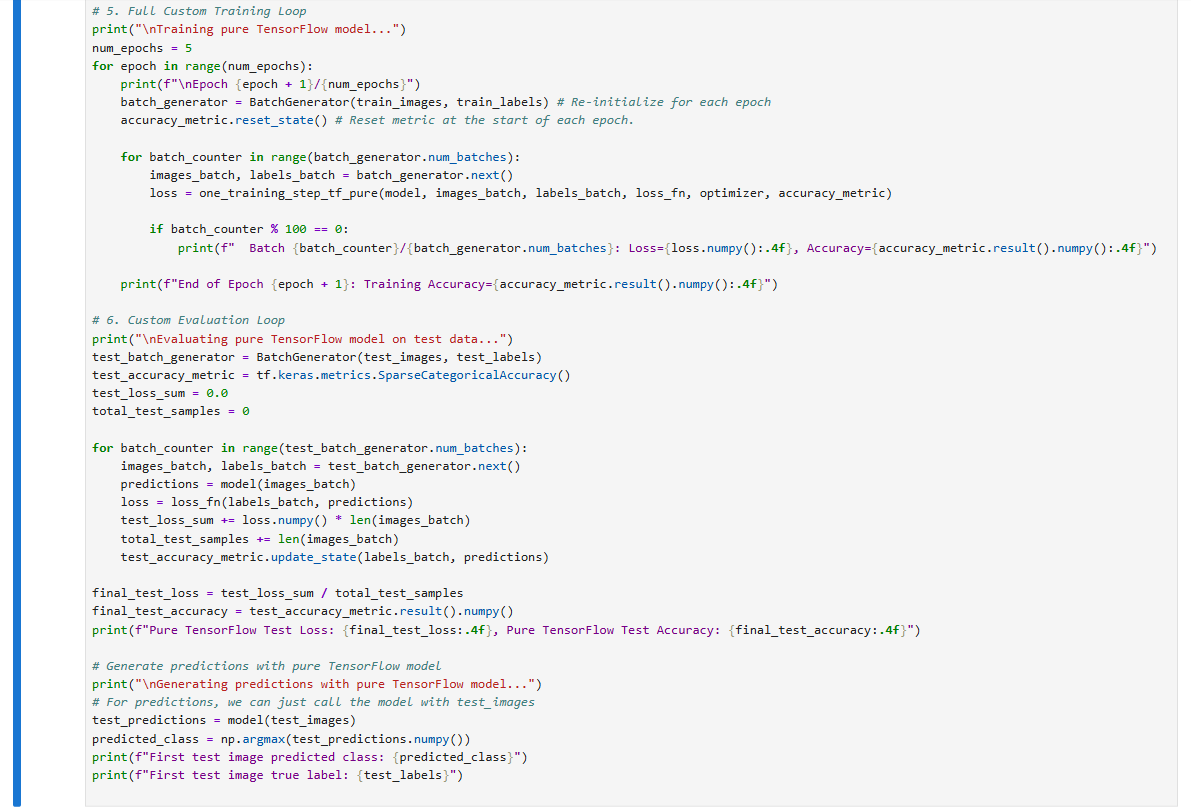 # 5. Full Custom Training Loop
print("\nTraining pure TensorFlow model...")
num_epochs = 5
for epoch in range(num_epochs):
    print(f"\nEpoch {epoch + 1}/{num_epochs}")
    batch_generator = BatchGenerator(train_images, train_labels) # Re-initialize for each epoch
    accuracy_metric.reset_state() # Reset metric at the start of each epoch.

    for batch_counter in range(batch_generator.num_batches):
        images_batch, labels_batch = batch_generator.next()
        loss = one_training_step_tf_pure(model, images_batch, labels_batch, loss_fn, optimizer, accuracy_metric)

        if batch_counter % 100 == 0:
            print(f"  Batch {batch_counter}/{batch_generator.num_batches}: Loss={loss.numpy():.4f}, Accuracy={accuracy_metric.result().numpy():.4f}")

    print(f"End of Epoch {epoch + 1}: Training Accuracy={accuracy_metric.result().numpy():.4f}")

# 6. Custom Evaluation Loop
print("\nEvaluating pure TensorFlow model on test data...")
test_batch_generator = BatchGenerator(test_images, test_labels)
test_accuracy_metric = tf.keras.metrics.SparseCategoricalAccuracy()
test_loss_sum = 0.0
total_test_samples = 0

for batch_counter in range(test_batch_generator.num_batches):
    images_batch, labels_batch = test_batch_generator.next()
    predictions = model(images_batch)
    loss = loss_fn(labels_batch, predictions)
    test_loss_sum += loss.numpy() * len(images_batch)
    total_test_samples += len(images_batch)
    test_accuracy_metric.update_state(labels_batch, predictions)

final_test_loss = test_loss_sum / total_test_samples
final_test_accuracy = test_accuracy_metric.result().numpy()
print(f"Pure TensorFlow Test Loss: {final_test_loss:.4f}, Pure TensorFlow Test Accuracy: {final_test_accuracy:.4f}")

# Generate predictions with pure TensorFlow model
print("\nGenerating predictions with pure TensorFlow model...")
# For predictions, we can just call the model with test_images
test_predictions = model(test_images)
predicted_class = np.argmax(test_predictions.numpy())
print(f"First test image predicted class: {predicted_class}")
print(f"First test image true label: {test_labels}")